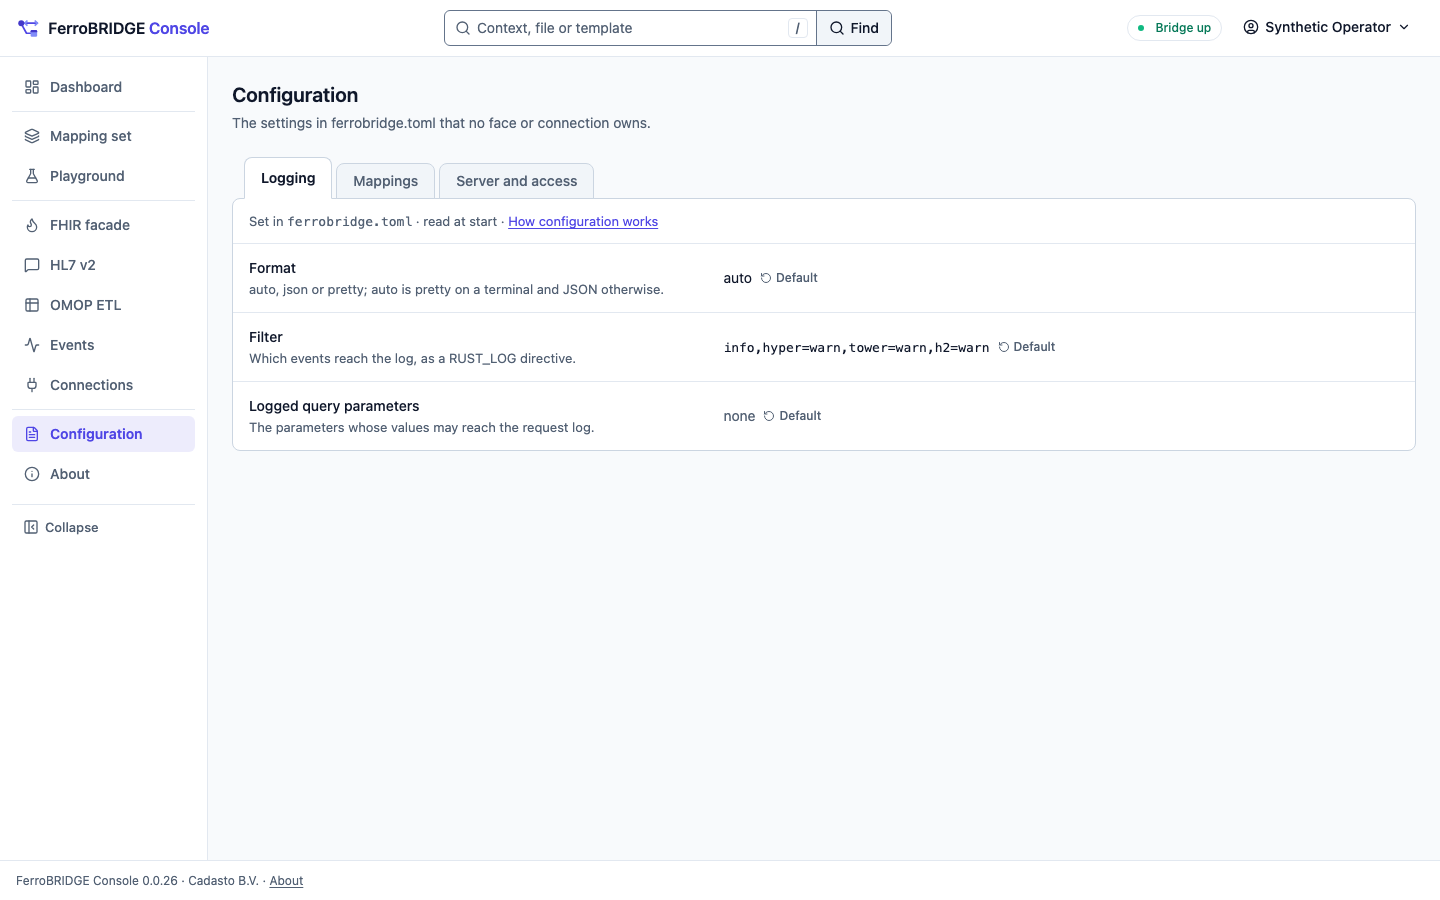 FerroBRIDGE Console
Context, file or template
/
Find
Bridge up
Synthetic Operator
Dashboard
Mapping set
Playground
FHIR facade
HL7 v2
OMOP ETL
Events
Connections
Configuration
About
Collapse
Configuration
The settings in ferrobridge.toml that no face or connection owns.
Logging
Mappings
Server and access
Set in ferrobridge.toml · read at start · How configuration works
Format
auto, json or pretty; auto is pretty on a terminal and JSON otherwise.
auto Default
Filter
Which events reach the log, as a RUST_LOG directive.
info,hyper=warn,tower=warn,h2=warn Default
Logged query parameters
The parameters whose values may reach the request log.
none Default
FerroBRIDGE Console 0.0.26 · Cadasto B.V. · About